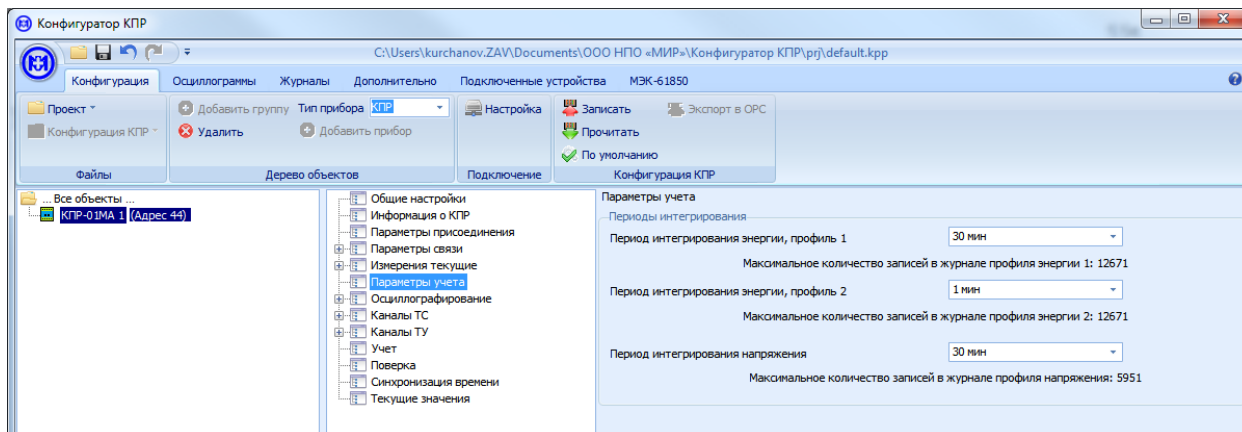 Конфигуратор КПР
C:\Users\kurchanov.ZAV\Documents\ООО НПО «МИР»\Конфигуратор КПР\prj\default.kpp
Конфигурация Осциллограммы Журналы Дополнительно Подключенные устройства МЭК-61850
Проект Добавить группу Тип прибора КПР Настройка Записать Экспорт в OPC
Конфигурация КПР Удалить Добавить прибор Прочитать
По умолчанию
Файлы Дерево объектов Подключение Конфигурация КПР
... Все объекты ...
КПР-01МА 1 (Адрес 44)
Общие настройки
Информация о КПР
Параметры присоединения
Параметры связи
Измерения текущие
Параметры учета
Осциллографирование
Каналы ТС
Каналы ТУ
Учет
Поверка
Синхронизация времени
Текущие значения
Параметры учета
Периоды интегрирования
Период интегрирования энергии, профиль 1 30 мин
Максимальное количество записей в журнале профиля энергии 1: 12671
Период интегрирования энергии, профиль 2 1 мин
Максимальное количество записей в журнале профиля энергии 2: 12671
Период интегрирования напряжения 30 мин
Максимальное количество записей в журнале профиля напряжения: 5951